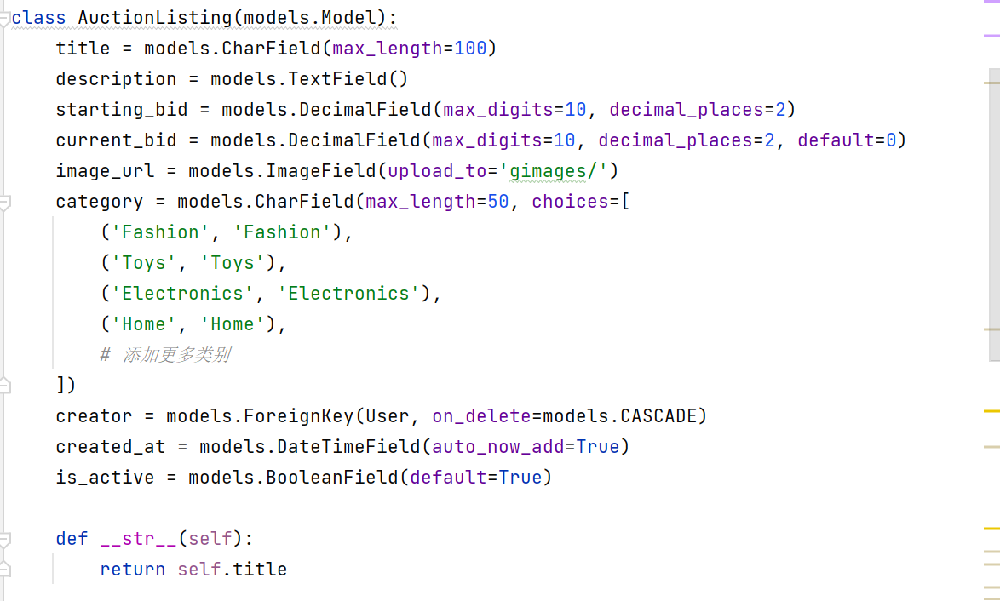 class AuctionListing(models.Model):
    title = models.CharField(max_length=100)
    description = models.TextField()
    starting_bid = models.DecimalField(max_digits=10, decimal_places=2)
    current_bid = models.DecimalField(max_digits=10, decimal_places=2, default=0)
    image_url = models.ImageField(upload_to='gimages/')
    category = models.CharField(max_length=50, choices=[
        ('Fashion', 'Fashion'),
        ('Toys', 'Toys'),
        ('Electronics', 'Electronics'),
        ('Home', 'Home'),
        # 添加更多类别
    ])
    creator = models.ForeignKey(User, on_delete=models.CASCADE)
    created_at = models.DateTimeField(auto_now_add=True)
    is_active = models.BooleanField(default=True)

    def __str__(self):
        return self.title